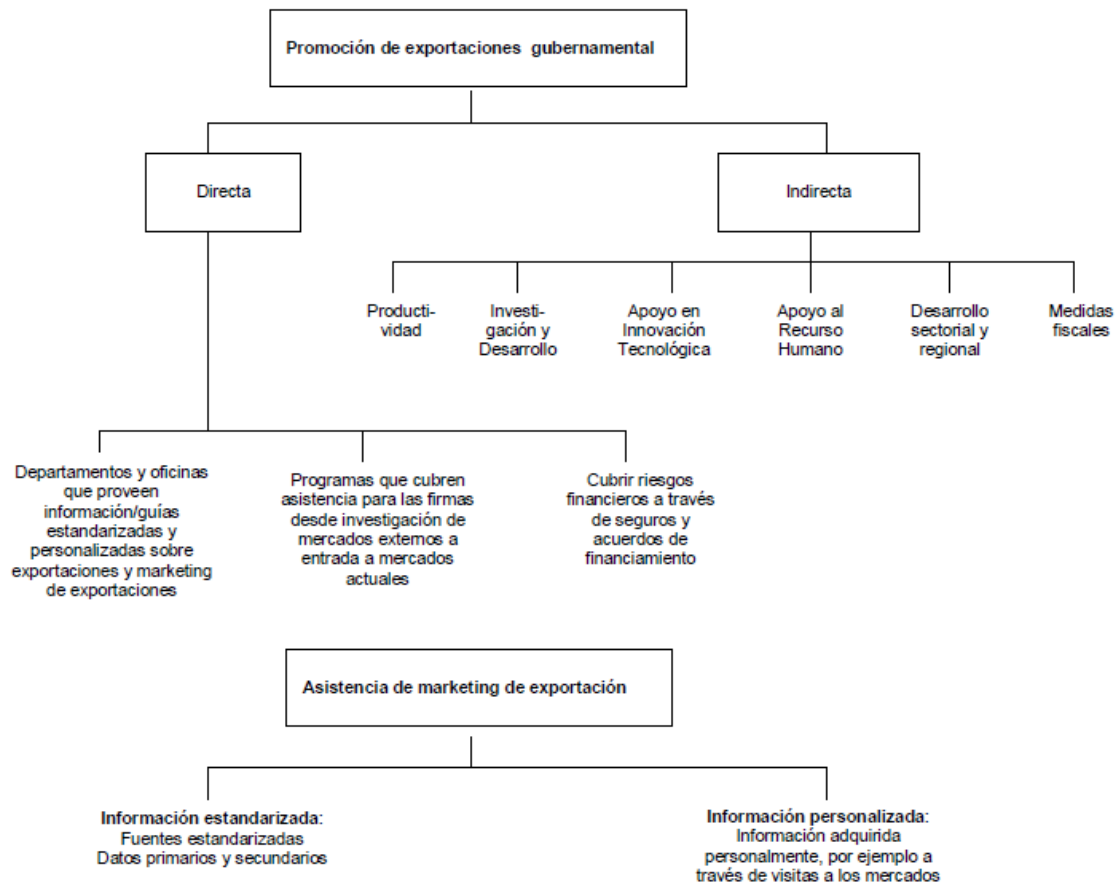 Promoción de exportaciones gubernamental
Directa
Indirecta
Producti-
vidad
Investi-
gación y
Desarrollo
Apoyo en
Innovación
Tecnológica
Apoyo al
Recurso
Humano
Desarrollo
sectorial y
regional
Medidas
fiscales
Departamentos y oficinas
que proveen
información/guías
estandarizadas y
personalizadas sobre
exportaciones y marketing
de exportaciones
Programas que cubren
asistencia para las firmas
desde investigación de
mercados externos a
entrada a mercados
actuales
Cubrir riesgos
financieros a través
de seguros y
acuerdos de
financiamiento
Asistencia de marketing de exportación
Información estandarizada:
Fuentes estandarizadas
Datos primarios y secundarios
Información personalizada:
Información adquirida
personalmente, por ejemplo a
través de visitas a los mercados